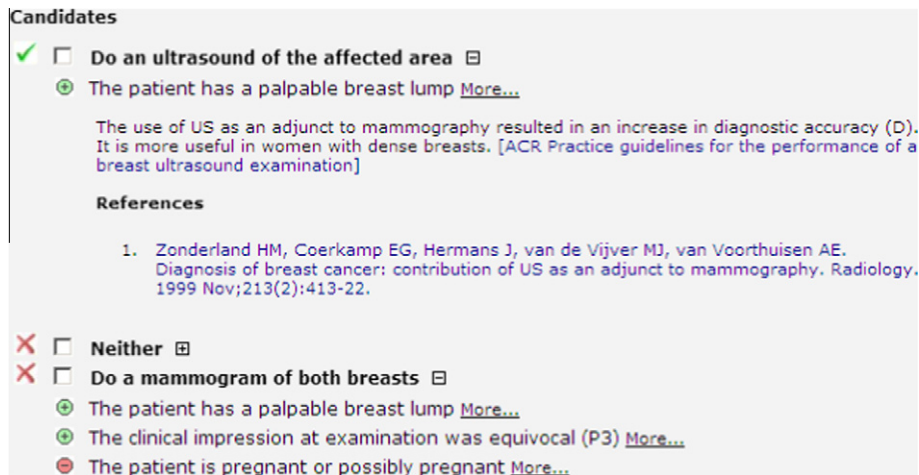 Candidates
Do an ultrasound of the affected area
The patient has a palpable breast lump More...
The use of US as an adjunct to mammography resulted in an increase in diagnostic accuracy (D).
It is more useful in women with dense breasts. [ACR Practice guidelines for the performance of a
breast ultrasound examination]
References
1. Zonderland HM, Coerkamp EG, Hermans J, van de Vijver MJ, van Voorthuisen AE.
Diagnosis of breast cancer: contribution of US as an adjunct to mammography. Radiology.
1999 Nov;213(2):413-22.
Neither
Do a mammogram of both breasts
The patient has a palpable breast lump More...
The clinical impression at examination was equivocal (P3) More...
The patient is pregnant or possibly pregnant More...